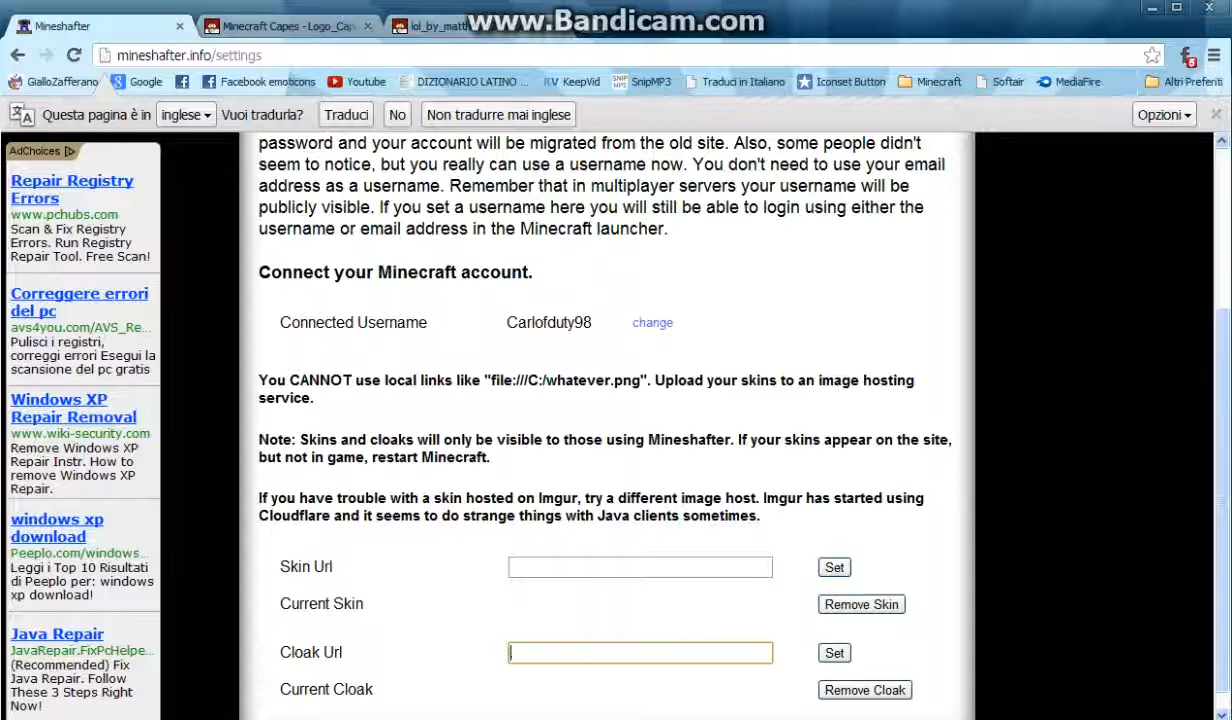 www.Bandicam.com
Mineshafter
Minecraft Capes - Logo_Cap
lol_by_matt
mineshafter.info/settings
GialloZafferano
Google
Facebook emoticons
Youtube
DIZIONARIO LATINO ...
KeepVid
SnipMP3
Traduci in Italiano
Iconset Button
Minecraft
Softair
MediaFire
Altri Preferiti
Questa pagina è in
inglese
Vuoi tradurla?
Traduci
No
Non tradurre mai inglese
Opzioni
AdChoices
Repair Registry
Errors
www.pchubs.com
Scan & Fix Registry
Errors. Run Registry
Repair Tool. Free Scan!
Correggere errori
del pc
avs4you.com/AVS_Re...
Pulisci i registri,
correggi errori Esegui la
scansione del pc gratis
Windows XP
Repair Removal
www.wiki-security.com
Remove Windows XP
Repair Instr. How to
remove Windows XP
Repair.
windows xp
download
Peeplo.com/windows...
Leggi i Top 10 Risultati
di Peeplo per: windows
xp download!
Java Repair
JavaRepair.FixPcHelpe...
(Recommended) Fix
Java Repair. Follow
These 3 Steps Right
Now!
password and your account will be migrated from the old site. Also, some people didn't
seem to notice, but you really can use a username now. You don't need to use your email
address as a username. Remember that in multiplayer servers your username will be
publicly visible. If you set a username here you will still be able to login using either the
username or email address in the Minecraft launcher.
Connect your Minecraft account.
Connected Username
Carlofduty98
change
You CANNOT use local links like "file:///C:/whatever.png". Upload your skins to an image hosting
service.
Note: Skins and cloaks will only be visible to those using Mineshafter. If your skins appear on the site,
but not in game, restart Minecraft.
If you have trouble with a skin hosted on Imgur, try a different image host. Imgur has started using
Cloudflare and it seems to do strange things with Java clients sometimes.
Skin Url
Set
Current Skin
Remove Skin
Cloak Url
Set
Current Cloak
Remove Cloak